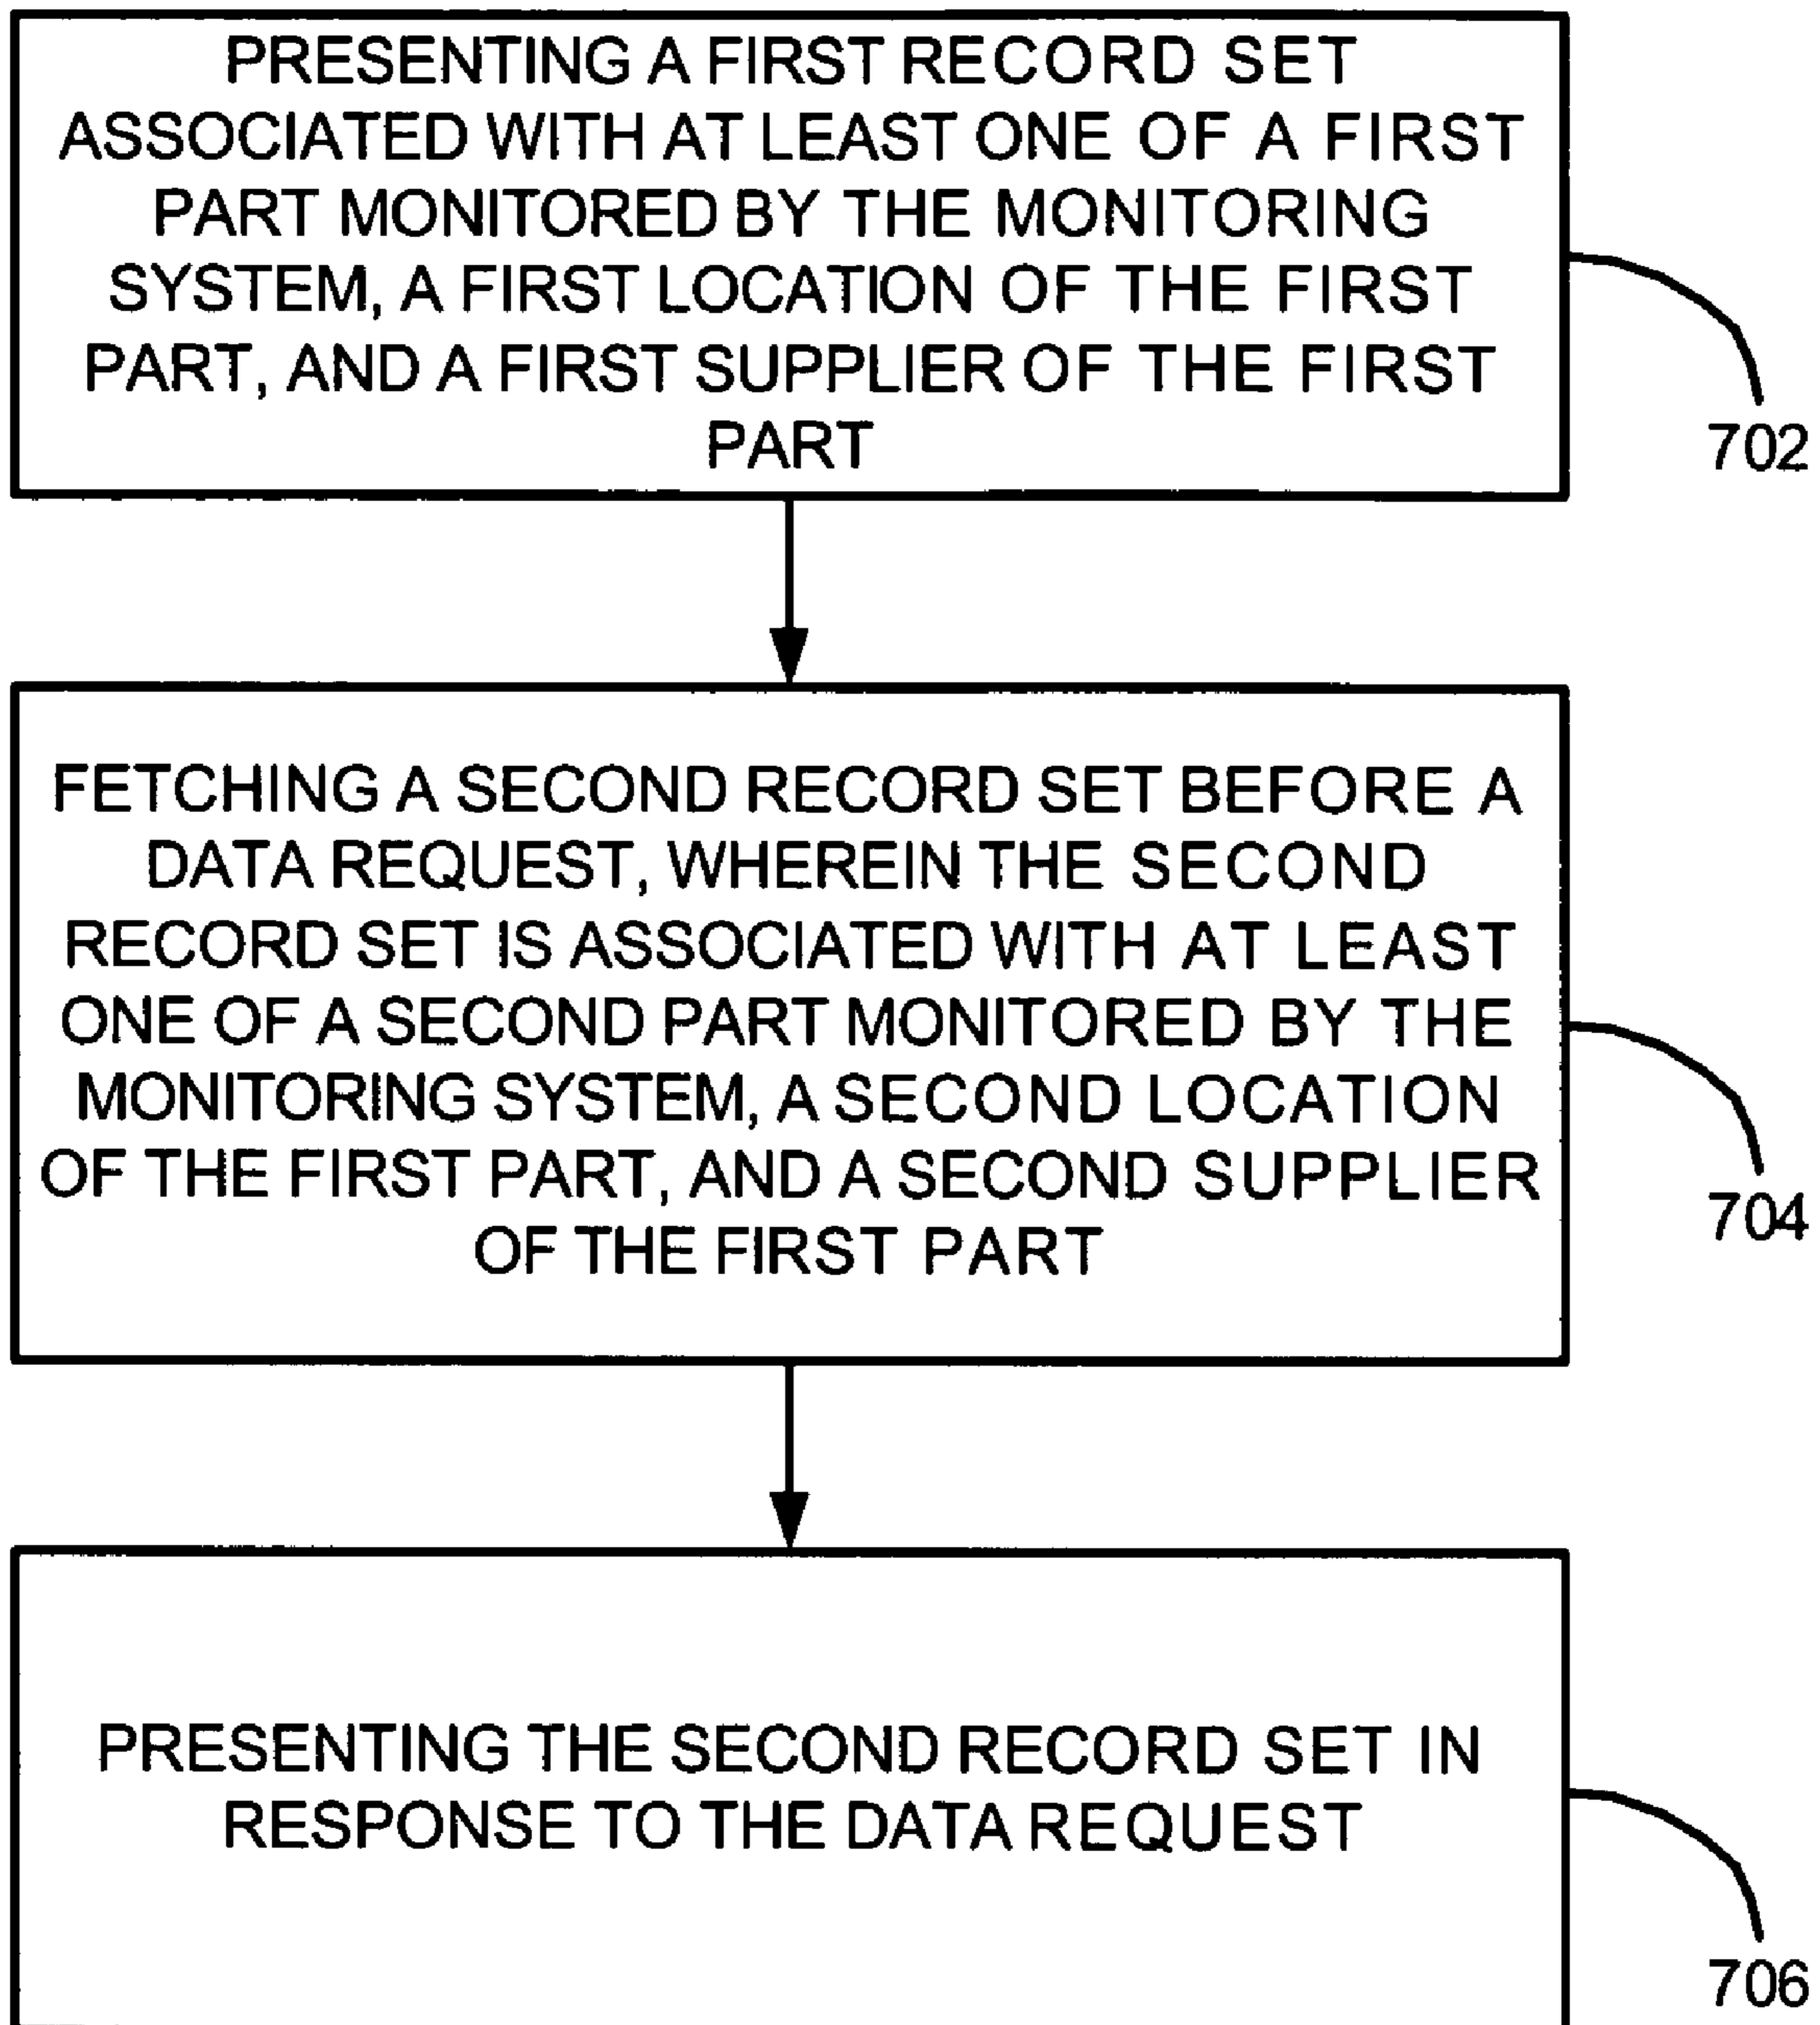 PRESENTING A FIRST RECORD SET
ASSOCIATED WITH AT LEAST ONE OF A FIRST
PART MONITORED BY THE MONITORING
SYSTEM, A FIRST LOCATION OF THE FIRST
PART, AND A FIRST SUPPLIER OF THE FIRST
PART
702
FETCHING A SECOND RECORD SET BEFORE A
DATA REQUEST, WHEREIN THE SECOND
RECORD SET IS ASSOCIATED WITH AT LEAST
ONE OF A SECOND PART MONITORED BY THE
MONITORING SYSTEM, A SECOND LOCATION
OF THE FIRST PART, AND A SECOND SUPPLIER
OF THE FIRST PART
704
PRESENTING THE SECOND RECORD SET IN
RESPONSE TO THE DATA REQUEST
706